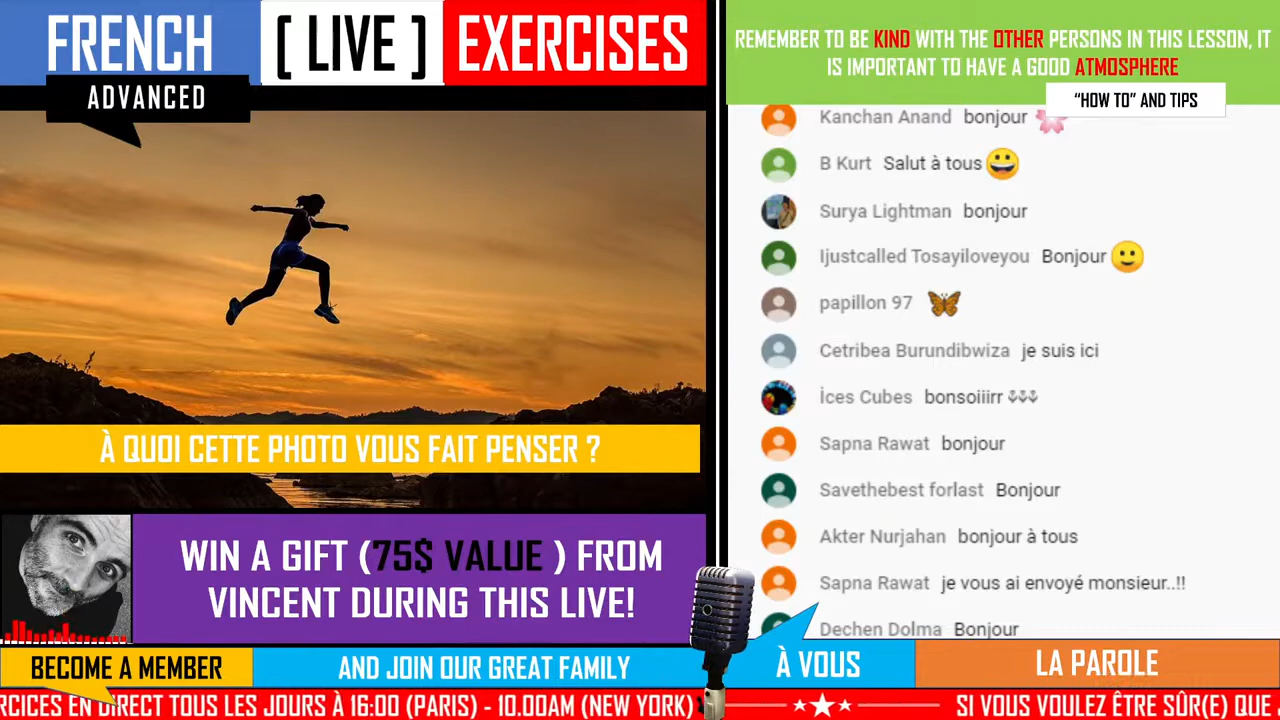 FRENCH [ LIVE ] EXERCISES
ADVANCED
REMEMBER TO BE KIND WITH THE OTHER PERSONS IN THIS LESSON, IT
IS IMPORTANT TO HAVE A GOOD ATMOSPHERE
“HOW TO” AND TIPS
À QUOI CETTE PHOTO VOUS FAIT PENSER ?
WIN A GIFT (75$ VALUE ) FROM
VINCENT DURING THIS LIVE!
BECOME A MEMBER
AND JOIN OUR GREAT FAMILY
Kanchan Anand bonjour
B Kurt Salut à tous
Surya Lightman bonjour
Ijustcalled Tosayiloveyou Bonjour
papillon 97
Cetribea Burundibwiza je suis ici
İces Cubes bonsoiiirr
Sapna Rawat bonjour
Savethebest forlast Bonjour
Akter Nurjahan bonjour à tous
Sapna Rawat je vous ai envoyé monsieur..!!
Dechen Dolma Bonjour
À VOUS
LA PAROLE
RCICES EN DIRECT TOUS LES JOURS À 16:00 (PARIS) - 10.00AM (NEW YORK)
SI VOUS VOULEZ ÊTRE SÛR(E) QUE